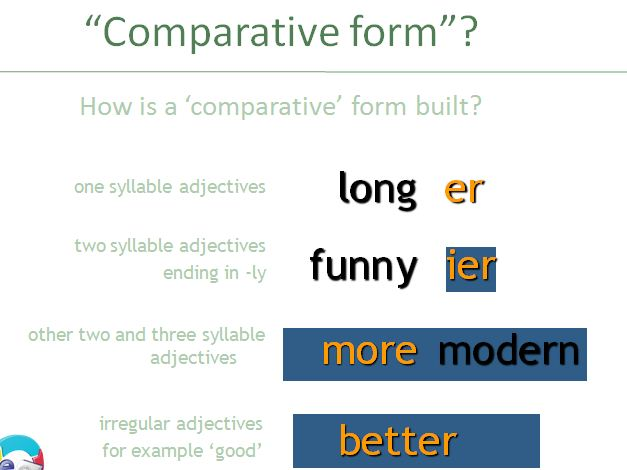 “Comparative form”?
How is a ‘comparative’ form built?
one syllable adjectives long er
two syllable adjectives
ending in -ly funny ier
other two and three syllable
adjectives more modern
irregular adjectives
for example ‘good’ better